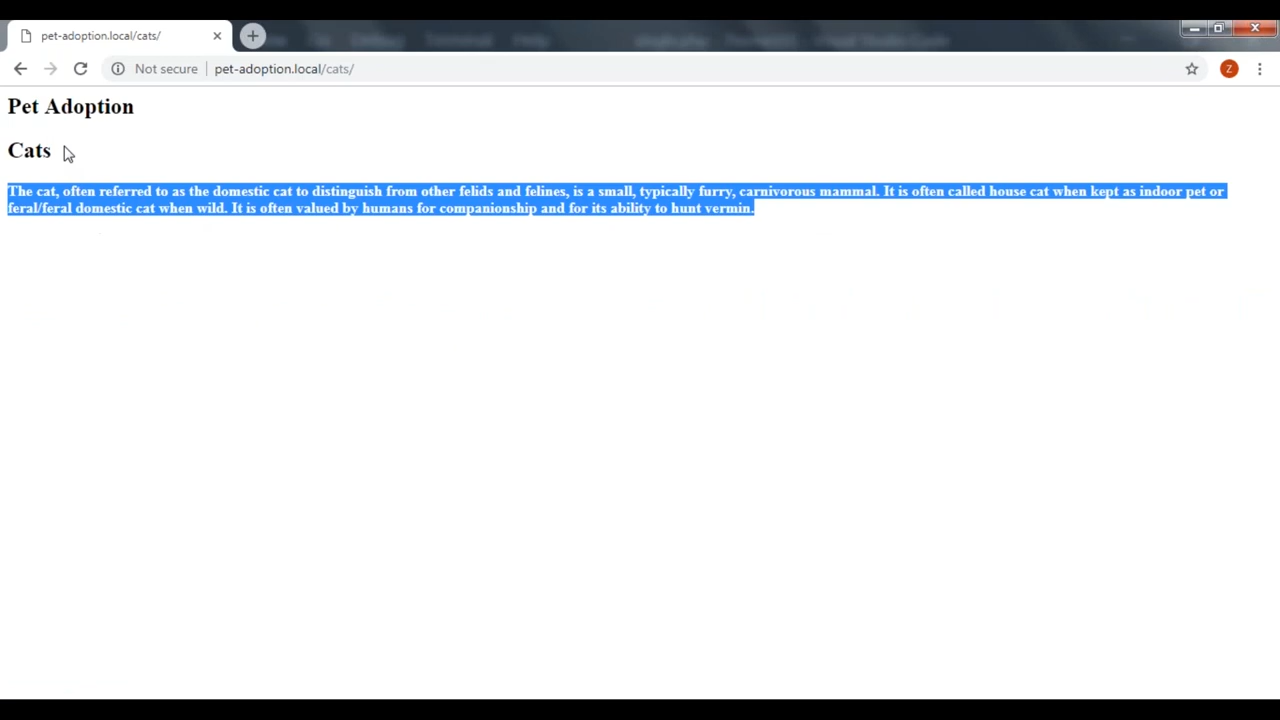 pet-adoption.local/cats/
Not secure
pet-adoption.local/cats/
Z
Pet Adoption
Cats
The cat, often referred to as the domestic cat to distinguish from other felids and felines, is a small, typically furry, carnivorous mammal. It is often called house cat when kept as indoor pet or
feral/feral domestic cat when wild. It is often valued by humans for companionship and for its ability to hunt vermin.